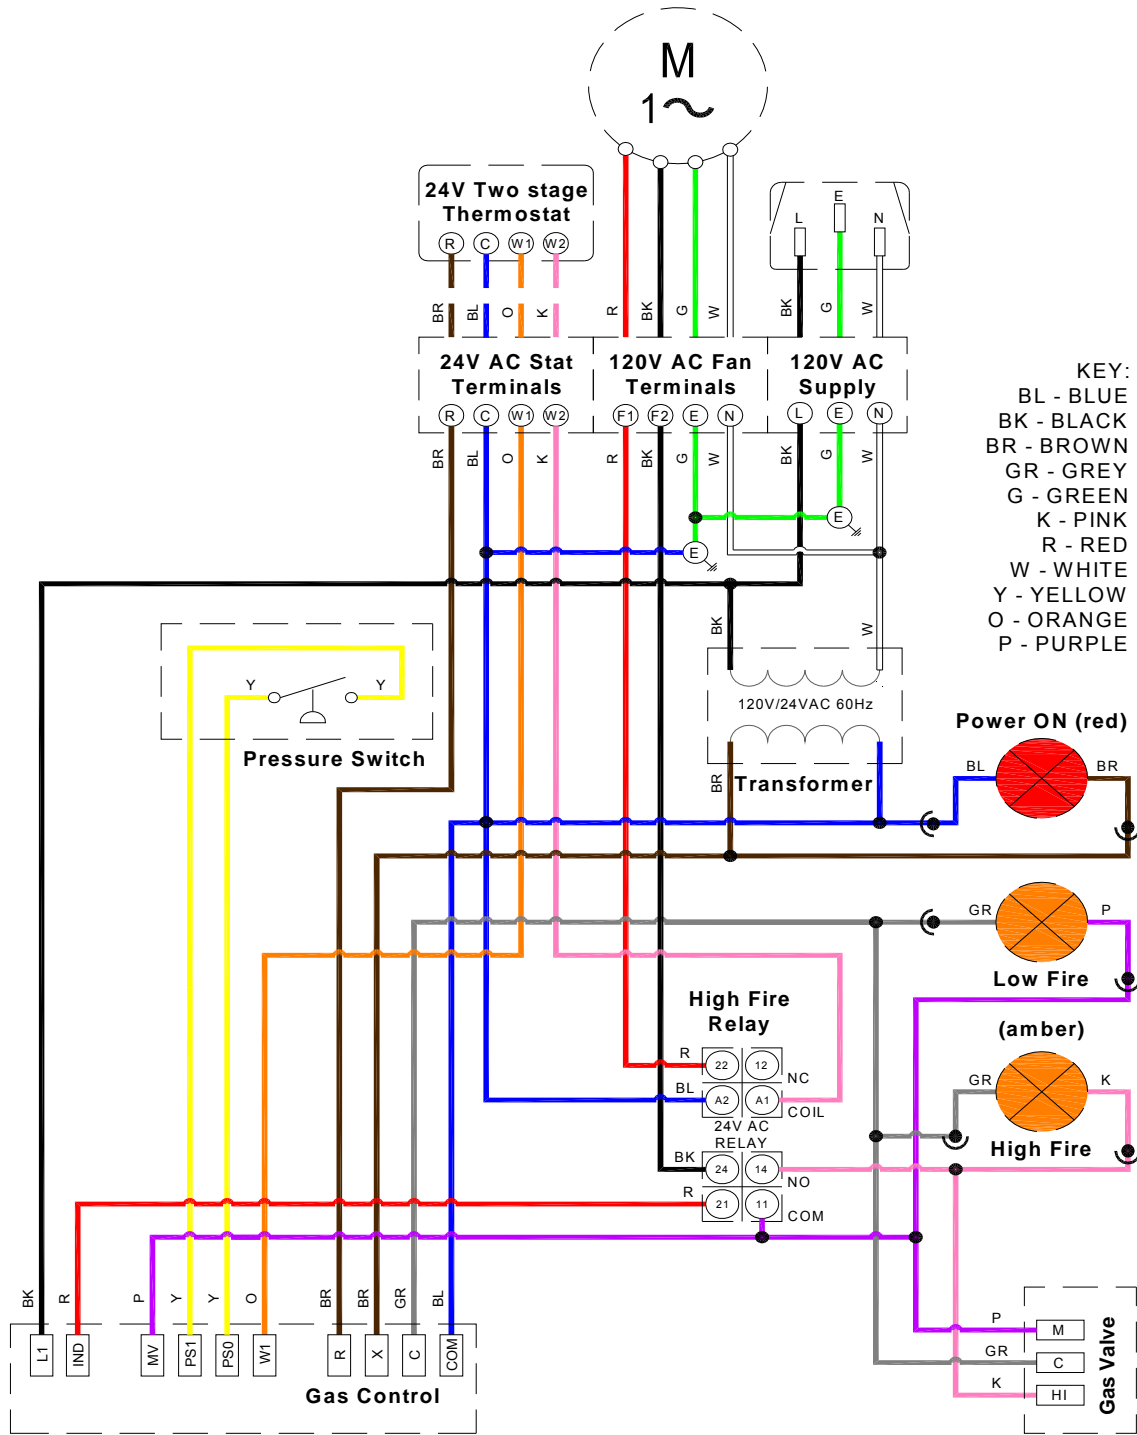 M
1
24V Two stage
Thermostat
R C W1 W2
L E N
BR BL O K R BK G W BK G W
24V AC Stat
Terminals
120V AC Fan
Terminals
120V AC
Supply
R C W1 W2 F1 F2 E N L E N
BR BL O K R BK G W BK G W
E
E
KEY:
BL - BLUE
BK - BLACK
BR - BROWN
GR - GREY
G - GREEN
K - PINK
R - RED
W - WHITE
Y - YELLOW
O - ORANGE
P - PURPLE
BK W
Y Y
Pressure Switch
120V/24VAC 60Hz
BR
Transformer
Power ON (red)
BL BR
GR P
Low Fire
(amber)
GR K
High Fire
High Fire
Relay
R 22 12 NC
BL A2 A1 COIL
24V AC
RELAY
BK 24 14 NO
R 21 11 COM
BK R P Y Y O BR BR GR BL
L1 IND MV PS1 PS0 W1 R X C COM
Gas Control
P M
GR C
K HI
Gas Valve